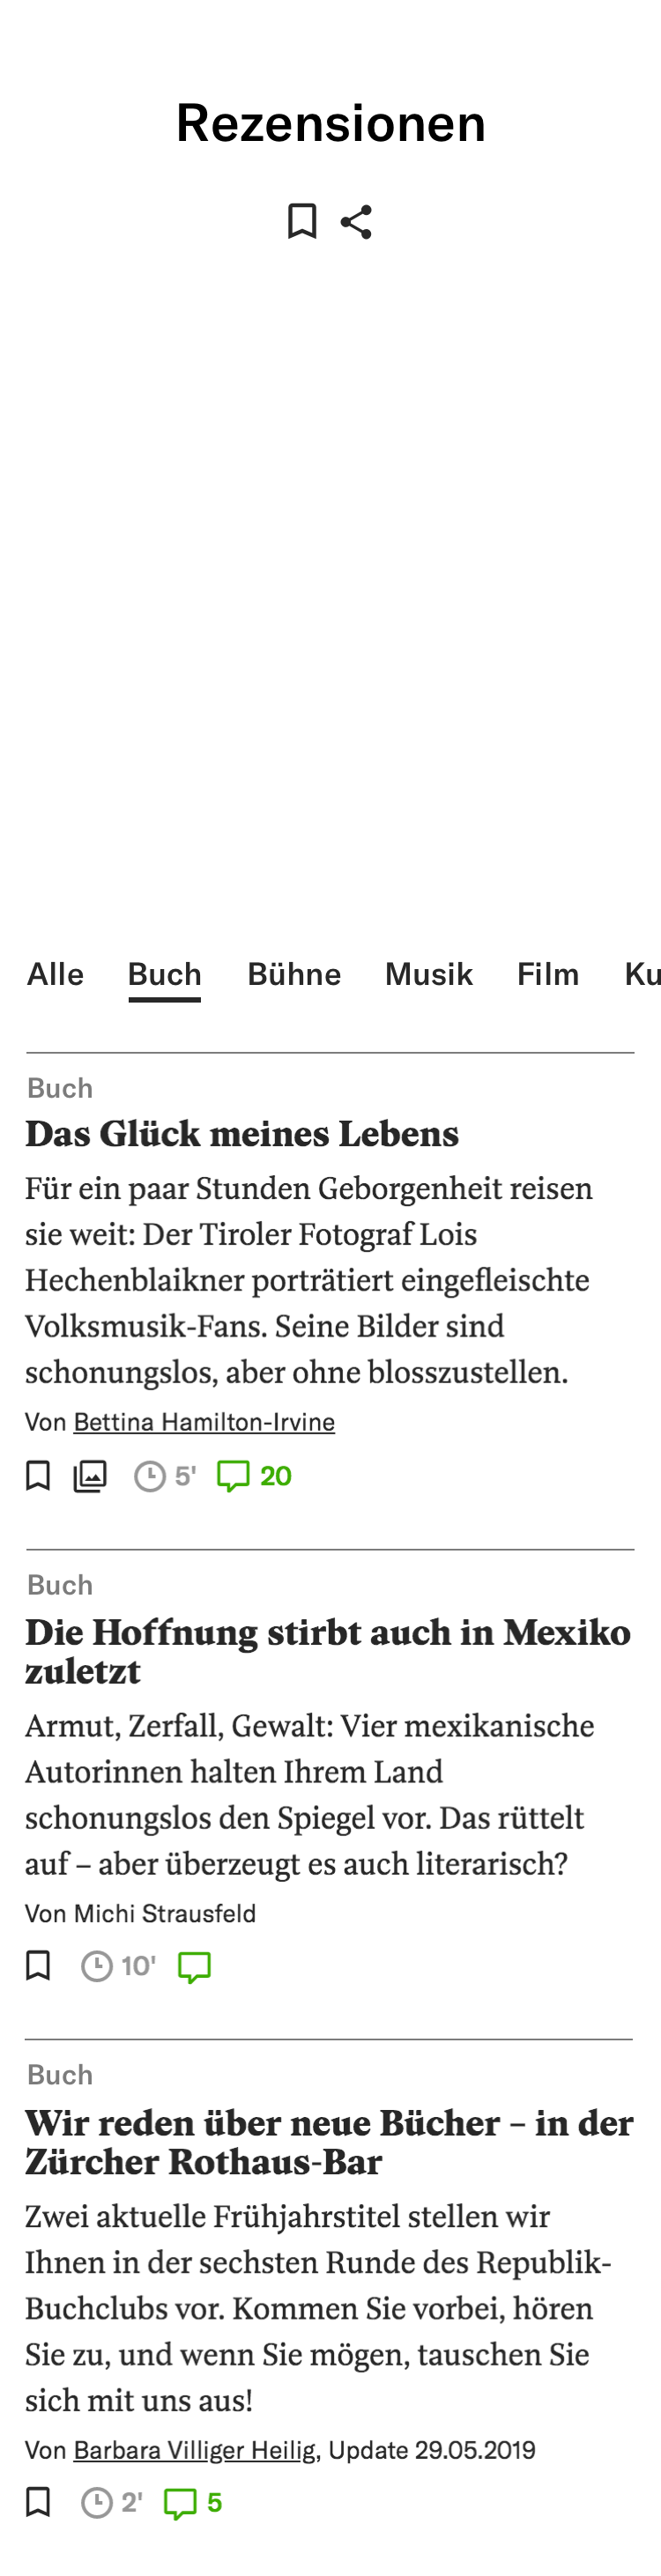 Rezensionen
Alle Buch Bühne Musik Film Ku
Buch
Das Glück meines Lebens
Für ein paar Stunden Geborgenheit reisen
sie weit: Der Tiroler Fotograf Lois
Hechenblaikner porträtiert eingefleischte
Volksmusik-Fans. Seine Bilder sind
schonungslos, aber ohne blosszustellen.
Von Bettina Hamilton-Irvine
5' 20
Buch
Die Hoffnung stirbt auch in Mexiko
zuletzt
Armut, Zerfall, Gewalt: Vier mexikanische
Autorinnen halten Ihrem Land
schonungslos den Spiegel vor. Das rüttelt
auf – aber überzeugt es auch literarisch?
Von Michi Strausfeld
10'
Buch
Wir reden über neue Bücher – in der
Zürcher Rothaus-Bar
Zwei aktuelle Frühjahrstitel stellen wir
Ihnen in der sechsten Runde des Republik-
Buchclubs vor. Kommen Sie vorbei, hören
Sie zu, und wenn Sie mögen, tauschen Sie
sich mit uns aus!
Von Barbara Villiger Heilig, Update 29.05.2019
2' 5